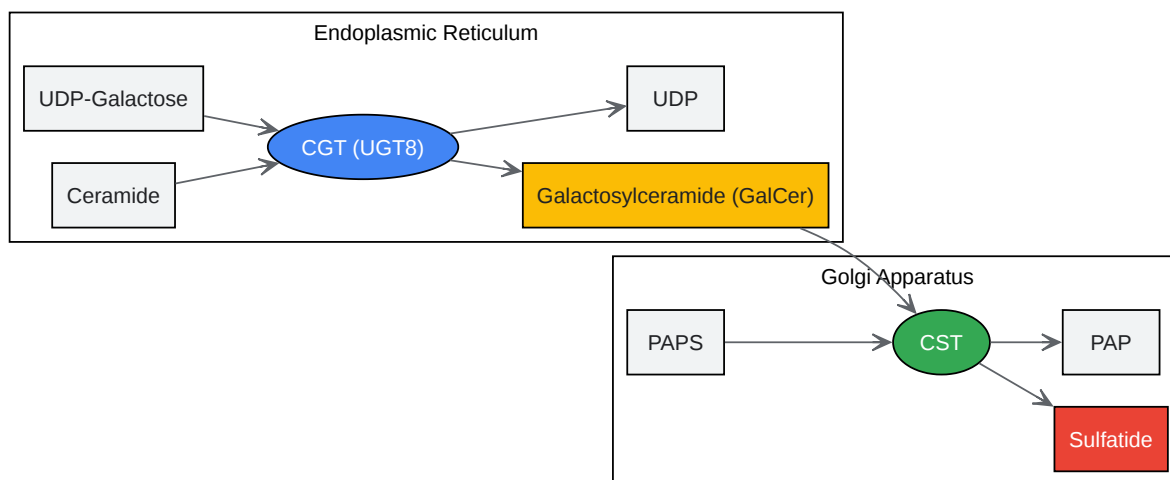 Endoplasmic Reticulum
UDP-Galactose
UDP
CGT (UGT8)
Ceramide
Galactosylceramide (GalCer)
Golgi Apparatus
PAPS
CST
PAP
Sulfatide